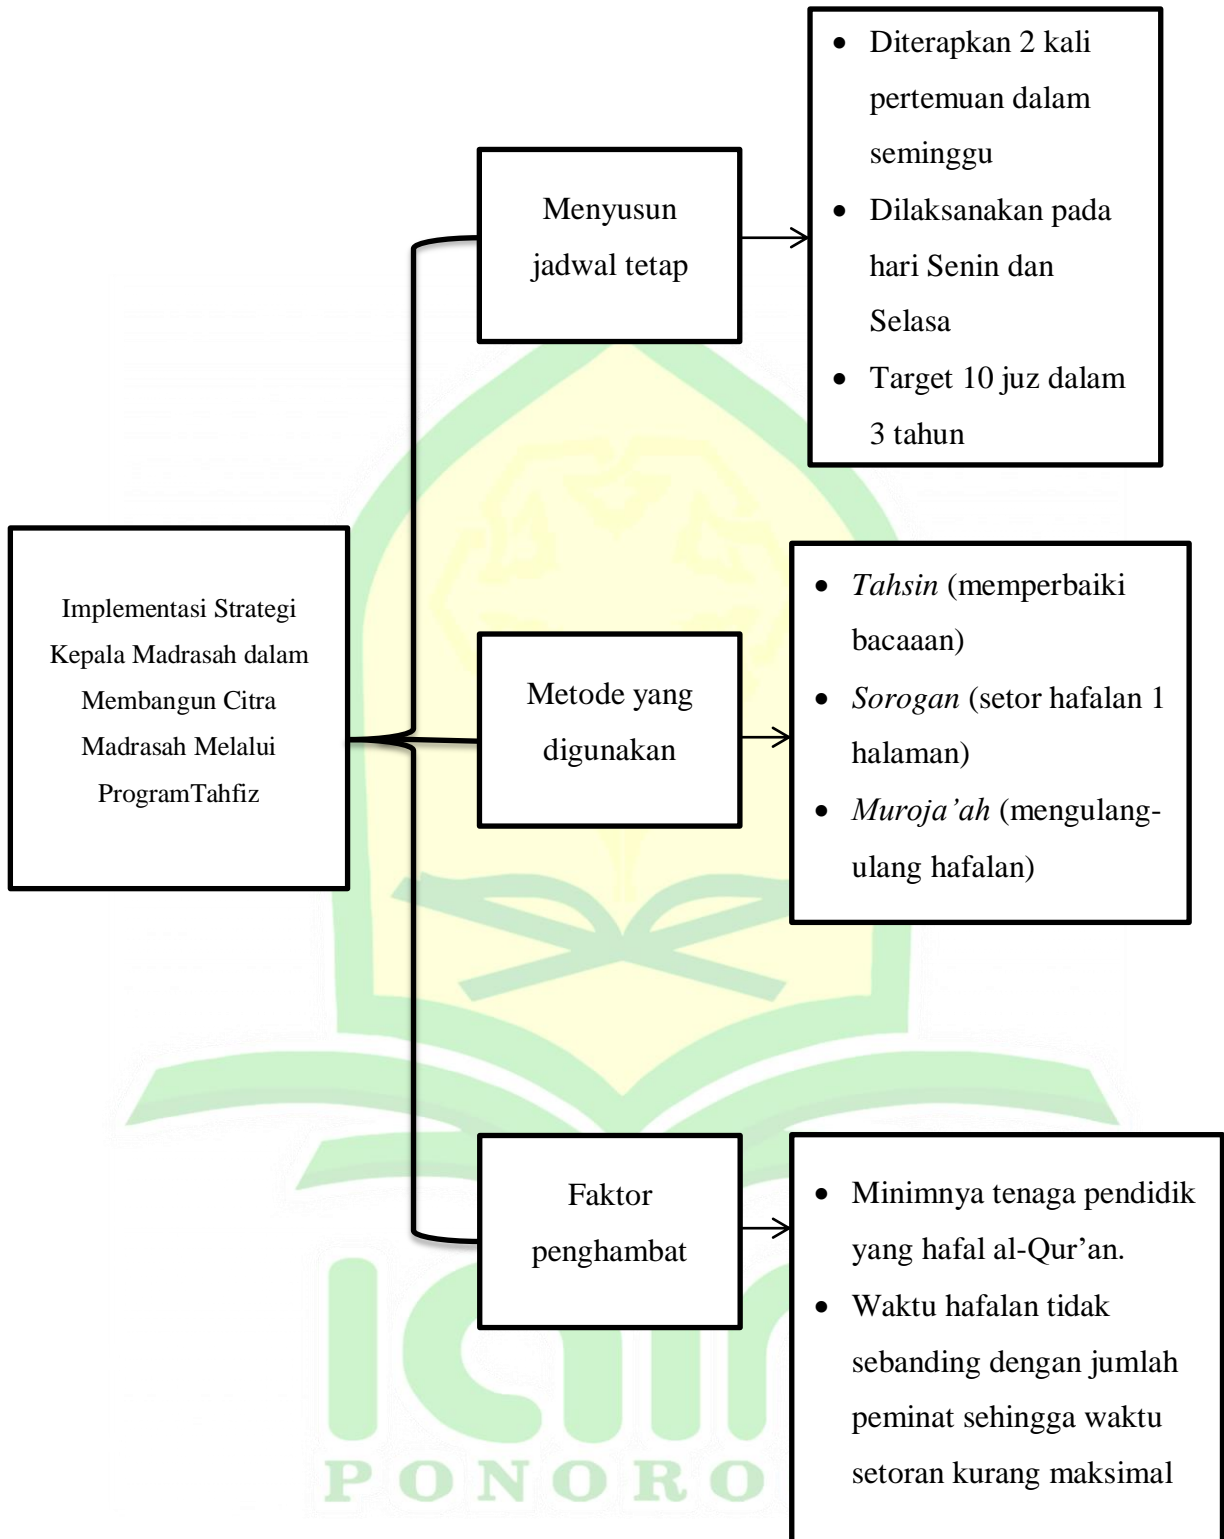 Implementasi Strategi
Kepala Madrasah dalam
Membangun Citra
Madrasah Melalui
ProgramTahfiz
Menyusun
jadwal tetap
• Diterapkan 2 kali
pertemuan dalam
seminggu
• Dilaksanakan pada
hari Senin dan
Selasa
• Target 10 juz dalam
3 tahun
Metode yang
digunakan
• Tahsin (memperbaiki
bacaaan)
• Sorogan (setor hafalan 1
halaman)
• Muroja’ah (mengulang-
ulang hafalan)
Faktor
penghambat
• Minimnya tenaga pendidik
yang hafal al-Qur’an.
• Waktu hafalan tidak
sebanding dengan jumlah
peminat sehingga waktu
setoran kurang maksimal